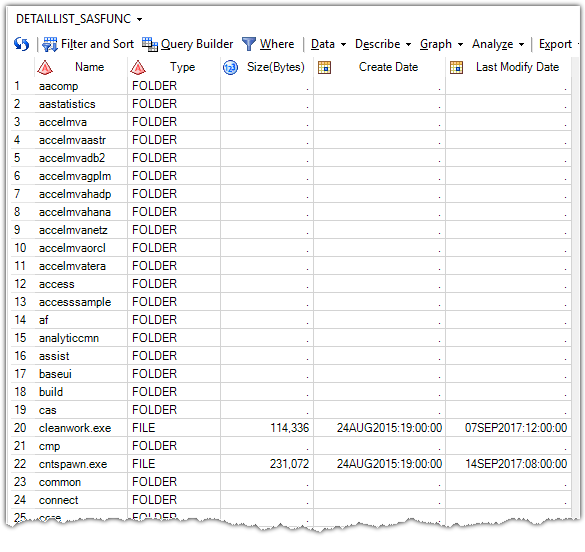 DETAILLIST_SASFUNC
Filter and Sort Query Builder Where Data Describe Graph Analyze Export
Name Type 123 Size(Bytes) Create Date Last Modify Date
1 aacomp FOLDER . . .
2 aastatistics FOLDER . . .
3 accelmva FOLDER . . .
4 accelmvaastr FOLDER . . .
5 accelmvadb2 FOLDER . . .
6 accelmvagplm FOLDER . . .
7 accelmvahadp FOLDER . . .
8 accelmvahana FOLDER . . .
9 accelmvanetz FOLDER . . .
10 accelmvaorcl FOLDER . . .
11 accelmvatera FOLDER . . .
12 access FOLDER . . .
13 accesssample FOLDER . . .
14 af FOLDER . . .
15 analyticcmn FOLDER . . .
16 assist FOLDER . . .
17 baseui FOLDER . . .
18 build FOLDER . . .
19 cas FOLDER . . .
20 cleanwork.exe FILE 114,336 24AUG2015:19:00:00 07SEP2017:12:00:00
21 cmp FOLDER . . .
22 cntspawn.exe FILE 231,072 24AUG2015:19:00:00 14SEP2017:08:00:00
23 common FOLDER . . .
24 connect FOLDER . . .
25